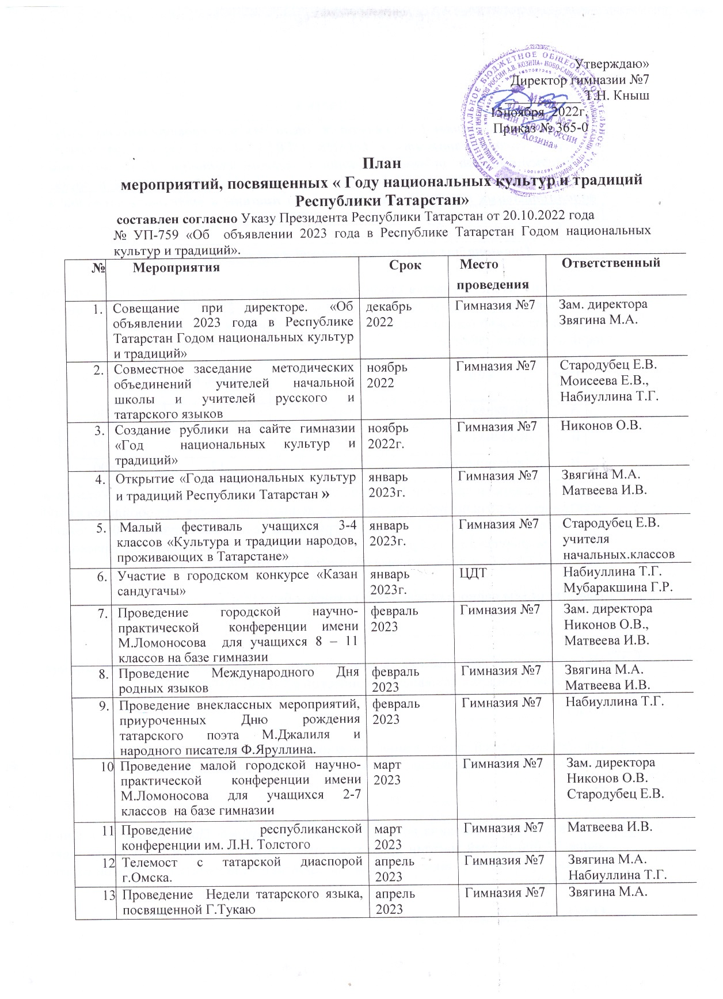 Утверждаю»
Директор гимназии №7
Т.Н. Кныш
15ноября 2022г.
Приказ № 365-0
План
мероприятий, посвященных « Году национальных культур и традиций
Республики Татарстан»
составлен согласно Указу Президента Республики Татарстан от 20.10.2022 года
№ УП-759 «Об объявлении 2023 года в Республике Татарстан Годом национальных
культур и традиций».
№ Мероприятия Срок Место Ответственный
проведения
1. Совещание при директоре. «Об декабрь Гимназия №7 Зам. директора
объявлении 2023 года в Республике 2022 Звягина М.А.
Татарстан Годом национальных культур
и традиций»
2. Совместное заседание методических ноябрь Гимназия №7 Стародубец Е.В.
объединений учителей начальной 2022 Моисеева Е.В.,
школы и учителей русского и Набиуллина Т.Г.
татарского языков
3. Создание рублики на сайте гимназии ноябрь Гимназия №7 Никонов О.В.
«Год национальных культур и 2022г.
традиций»
4. Открытие «Года национальных культур январь Гимназия №7 Звягина М.А.
и традиций Республики Татарстан » 2023г. Матвеева И.В.
5. Малый фестиваль учащихся 3-4 январь Гимназия №7 Стародубец Е.В.
классов «Культура и традиции народов, 2023г. учителя
проживающих в Татарстане» начальных.классов
6. Участие в городском конкурсе «Казан январь ЦДТ Набиуллина Т.Г.
сандугачы» 2023г. Мубаракшина Г.Р.
7. Проведение городской научно- февраль Гимназия №7 Зам. директора
практической конференции имени 2023 Никонов О.В.,
М.Ломоносова для учащихся 8 – 11 Матвеева И.В.
классов на базе гимназии
8. Проведение Международного Дня февраль Гимназия №7 Звягина М.А.
родных языков 2023 Матвеева И.В.
9. Проведение внеклассных мероприятий, февраль Гимназия №7 Набиуллина Т.Г.
приуроченных Дню рождения 2023
татарского поэта М.Джалиля и
народного писателя Ф.Яруллина.
10 Проведение малой городской научно- март Гимназия №7 Зам. директора
практической конференции имени 2023 Никонов О.В.
М.Ломоносова для учащихся 2-7 Стародубец Е.В.
классов на базе гимназии
11 Проведение республиканской март Гимназия №7 Матвеева И.В.
конференции им. Л.Н. Толстого 2023
12 Телемост с татарской диаспорой апрель Гимназия №7 Звягина М.А.
г.Омска. 2023 Набиуллина Т.Г.
13 Проведение Недели татарского языка, апрель Гимназия №7 Звягина М.А.
посвященной Г.Тукаю 2023